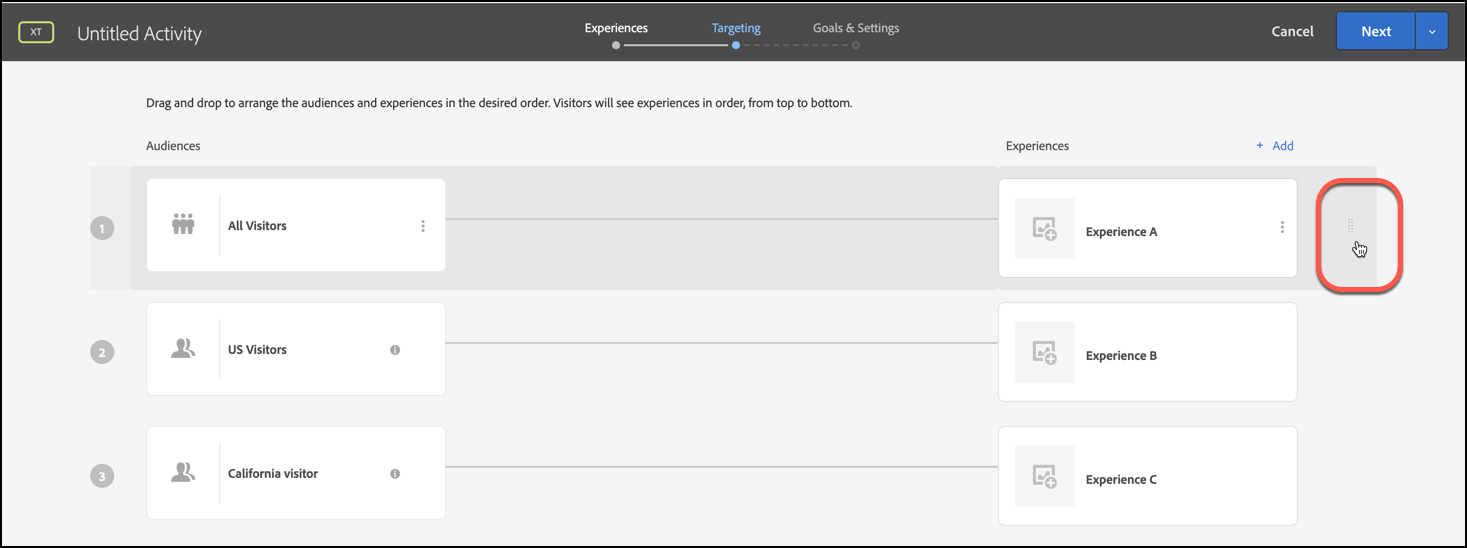 XT
Untitled Activity
Experiences
Targeting
Goals & Settings
Cancel
Next
Drag and drop to arrange the audiences and experiences in the desired order. Visitors will see experiences in order, from top to bottom.
Audiences
Experiences
+ Add
1
All Visitors
Experience A
2
US Visitors
Experience B
3
California visitor
Experience C